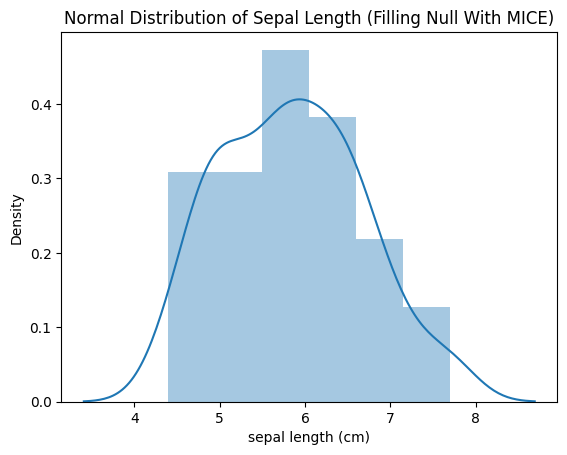 Normal Distribution of Sepal Length (Filling Null With MICE)
Density
0.4
0.3
0.2
0.1
0.0
4 5 6 7 8
sepal length (cm)